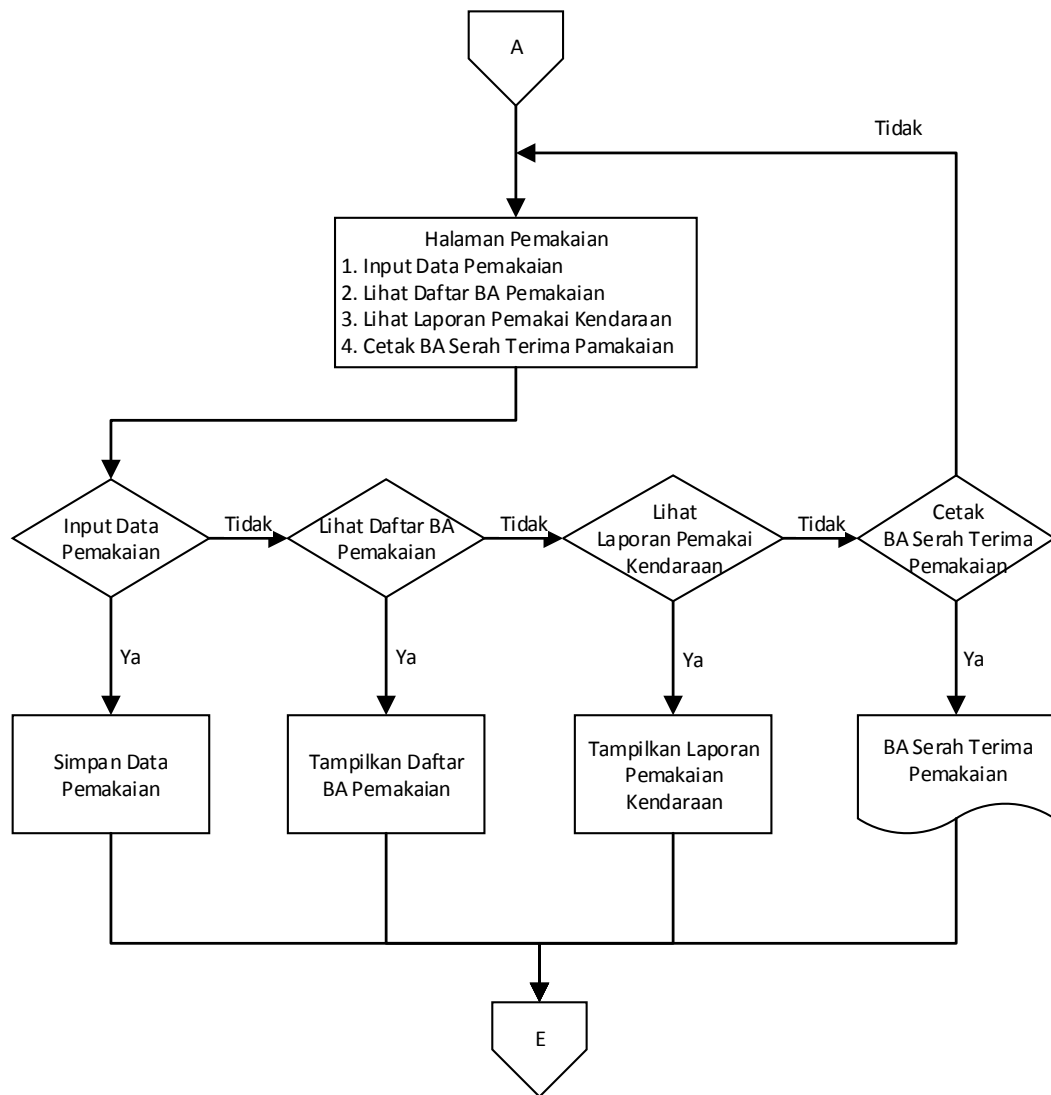 A
Tidak
Halaman Pemakaian
1. Input Data Pemakaian
2. Lihat Daftar BA Pemakaian
3. Lihat Laporan Pemakai Kendaraan
4. Cetak BA Serah Terima Pamakaian
Input Data
Pemakaian
Tidak
Lihat Daftar BA
Pemakaian
Tidak
Lihat
Laporan Pemakai
Kendaraan
Tidak
Cetak
BA Serah Terima
Pemakaian
Ya
Ya
Ya
Ya
Simpan Data
Pemakaian
Tampilkan Daftar
BA Pemakaian
Tampilkan Laporan
Pemakaian
Kendaraan
BA Serah Terima
Pemakaian
E